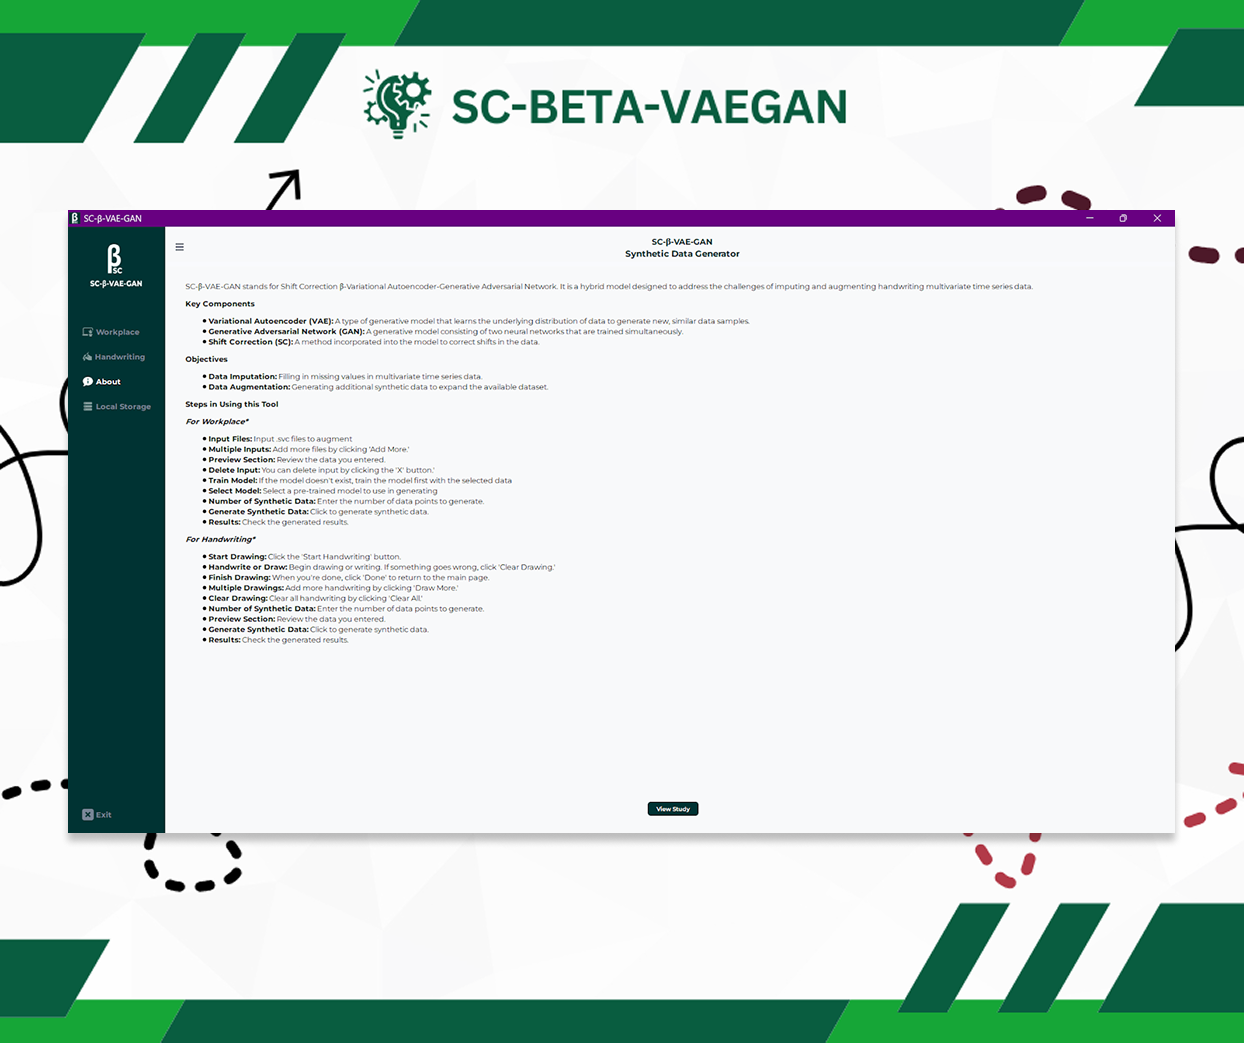 SC-BETA-VAEGAN
β SC-β-VAE-GAN
β
SC
SC-β-VAE-GAN
Workplace
Handwriting
About
Local Storage
Exit
SC-β-VAE-GAN
Synthetic Data Generator
SC-β-VAE-GAN stands for Shift Correction β-Variational Autoencoder-Generative Adversarial Network. It is a hybrid model designed to address the challenges of imputing and augmenting handwriting multivariate time series data.
Key Components
• Variational Autoencoder (VAE): A type of generative model that learns the underlying distribution of data to generate new, similar data samples.
• Generative Adversarial Network (GAN): A generative model consisting of two neural networks that are trained simultaneously.
• Shift Correction (SC): A method incorporated into the model to correct shifts in the data.
Objectives
• Data Imputation: Filling in missing values in multivariate time series data.
• Data Augmentation: Generating additional synthetic data to expand the available dataset.
Steps in Using this Tool
For Workplace*
• Input Files: Input .svc files to augment
• Multiple Inputs: Add more files by clicking 'Add More.'
• Preview Section: Review the data you entered.
• Delete Input: You can delete input by clicking the 'X' button.'
• Train Model: If the model doesn't exist, train the model first with the selected data
• Select Model: Select a pre-trained model to use in generating
• Number of Synthetic Data: Enter the number of data points to generate.
• Generate Synthetic Data: Click to generate synthetic data.
• Results: Check the generated results.
For Handwriting*
• Start Drawing: Click the 'Start Handwriting' button.
• Handwrite or Draw: Begin drawing or writing. If something goes wrong, click 'Clear Drawing.'
• Finish Drawing: When you're done, click 'Done' to return to the main page.
• Multiple Drawings: Add more handwriting by clicking 'Draw More.'
• Clear Drawing: Clear all handwriting by clicking 'Clear All.'
• Number of Synthetic Data: Enter the number of data points to generate.
• Preview Section: Review the data you entered.
• Generate Synthetic Data: Click to generate synthetic data.
• Results: Check the generated results.
View Study